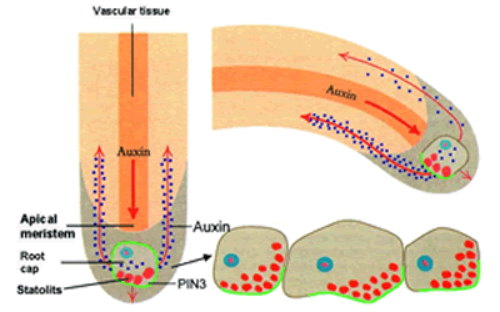 Vascular tissue
Auxin
Auxin
Apical
meristem
Auxin
Root
cap
Statolits
PIN3